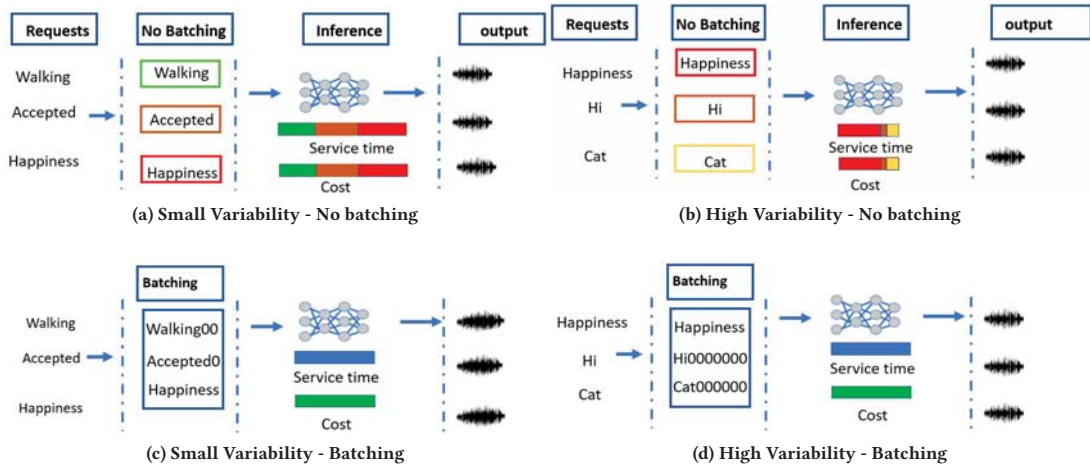 Requests
No Batching
Inference
output
Walking
Accepted
Happiness
Walking
Accepted
Happiness
Service time
Cost
(a) Small Variability - No batching
Requests
No Batching
Inference
output
Happiness
Hi
Cat
Happiness
Hi
Cat
Service time
Cost
(b) High Variability - No batching
Batching
Walking
Accepted
Happiness
Walking00
Accepted0
Happiness
Service time
Cost
(c) Small Variability - Batching
Batching
Happiness
Hi
Cat
Happiness
Hi0000000
Cat000000
Service time
Cost
(d) High Variability - Batching